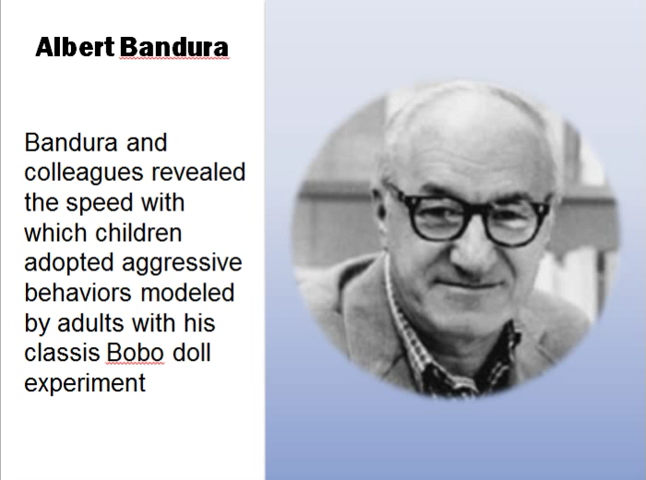 Albert Bandura
Bandura and
colleagues revealed
the speed with
which children
adopted aggressive
behaviors modeled
by adults with his
classis Bobo doll
experiment